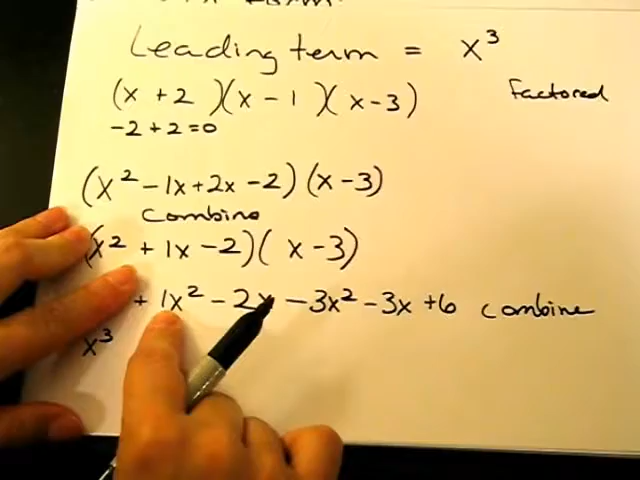 Leading term = x³
(x + 2 )(x - 1 )( x - 3 ) Factored
-2 + 2 = 0
(x² - 1x + 2x - 2) (x - 3)
Combine
(x² + 1x - 2)( x - 3)
+ 1x² - 2x - 3x² - 3x + 6 combine
x³